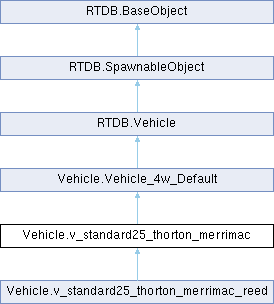 RTDB.BaseObject
RTDB.SpawnableObject
RTDB.Vehicle
Vehicle.Vehicle_4w_Default
Vehicle.v_standard25_thorton_merrimac
Vehicle.v_standard25_thorton_merrimac_reed